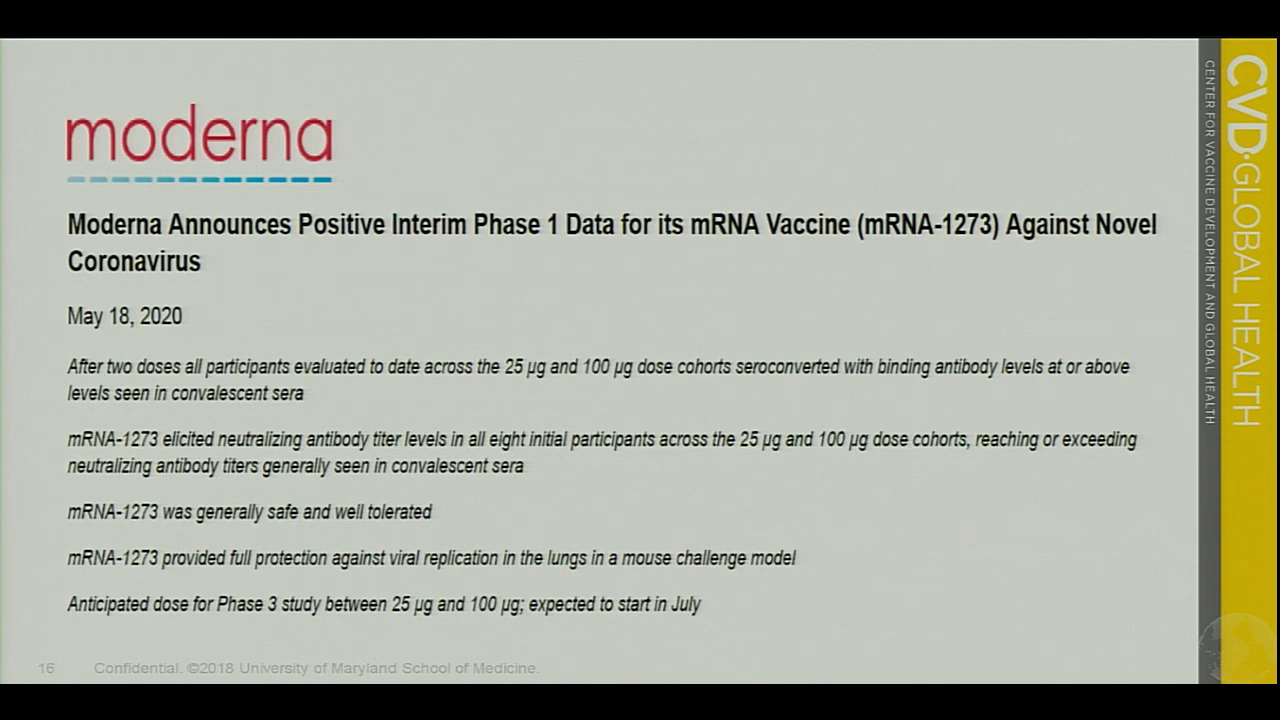 moderna
Moderna Announces Positive Interim Phase 1 Data for its mRNA Vaccine (mRNA-1273) Against Novel
Coronavirus
May 18, 2020
After two doses all participants evaluated to date across the 25 µg and 100 µg dose cohorts seroconverted with binding antibody levels at or above
levels seen in convalescent sera
mRNA-1273 elicited neutralizing antibody titer levels in all eight initial participants across the 25 µg and 100 µg dose cohorts, reaching or exceeding
neutralizing antibody titers generally seen in convalescent sera
mRNA-1273 was generally safe and well tolerated
mRNA-1273 provided full protection against viral replication in the lungs in a mouse challenge model
Anticipated dose for Phase 3 study between 25 µg and 100 µg; expected to start in July
16 Confidential. ©2018 University of Maryland School of Medicine.
CVD·GLOBAL HEALTH
CENTER FOR VACCINE DEVELOPMENT AND GLOBAL HEALTH